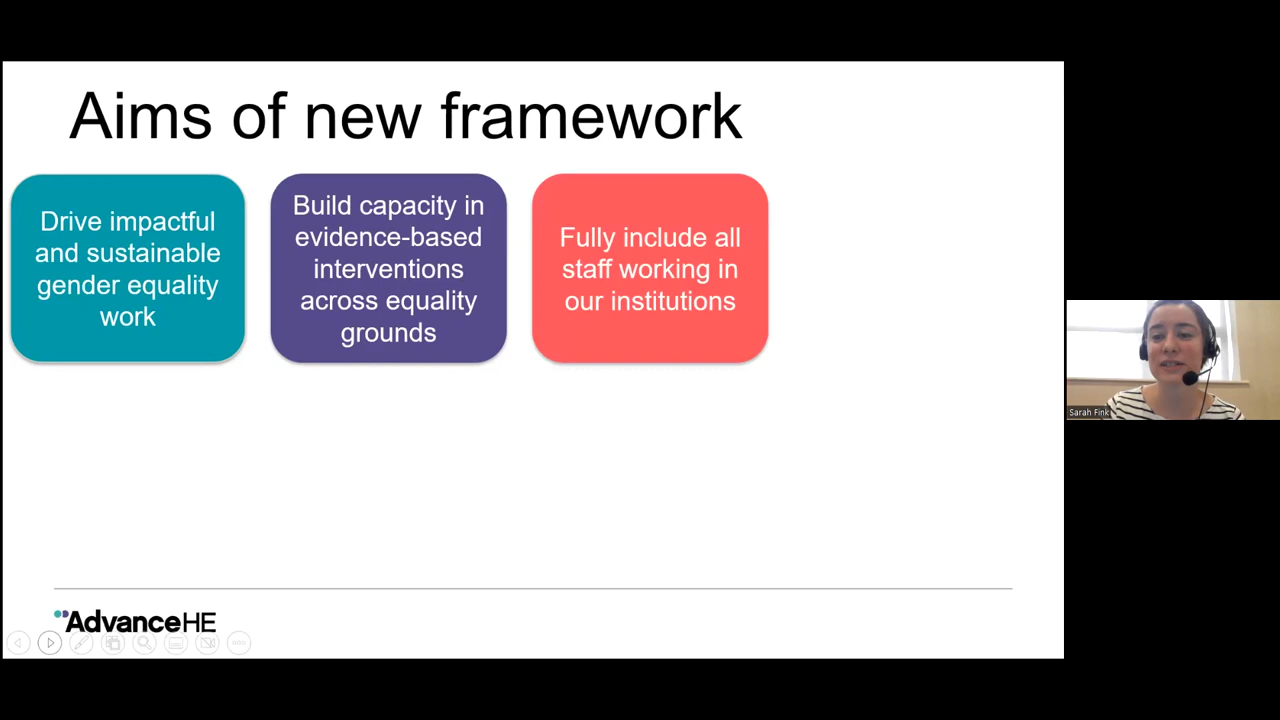 Aims of new framework
Drive impactful
and sustainable
gender equality
work
Build capacity in
evidence-based
interventions
across equality
grounds
Fully include all
staff working in
our institutions
Sarah Fink
AdvanceHE